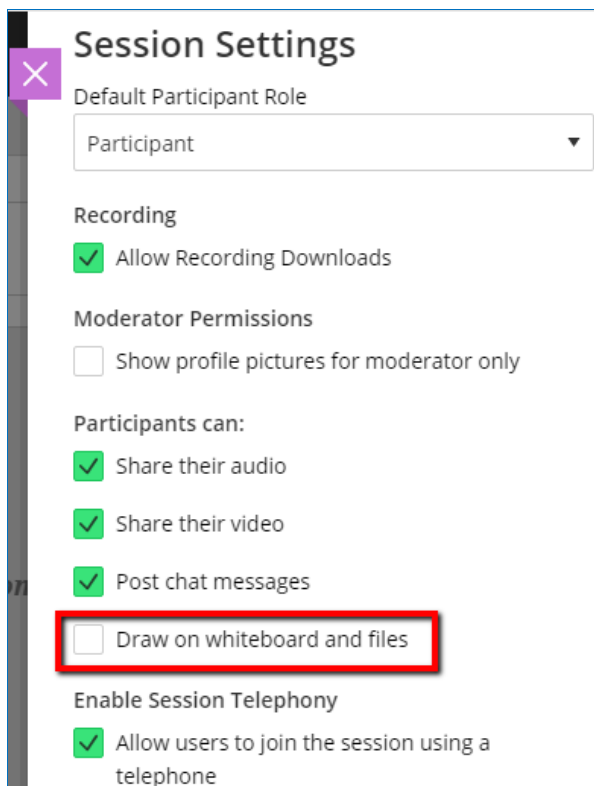 Session Settings
Default Participant Role
Participant
Recording
Allow Recording Downloads
Moderator Permissions
Show profile pictures for moderator only
Participants can:
Share their audio
Share their video
Post chat messages
Draw on whiteboard and files
Enable Session Telephony
Allow users to join the session using a
telephone